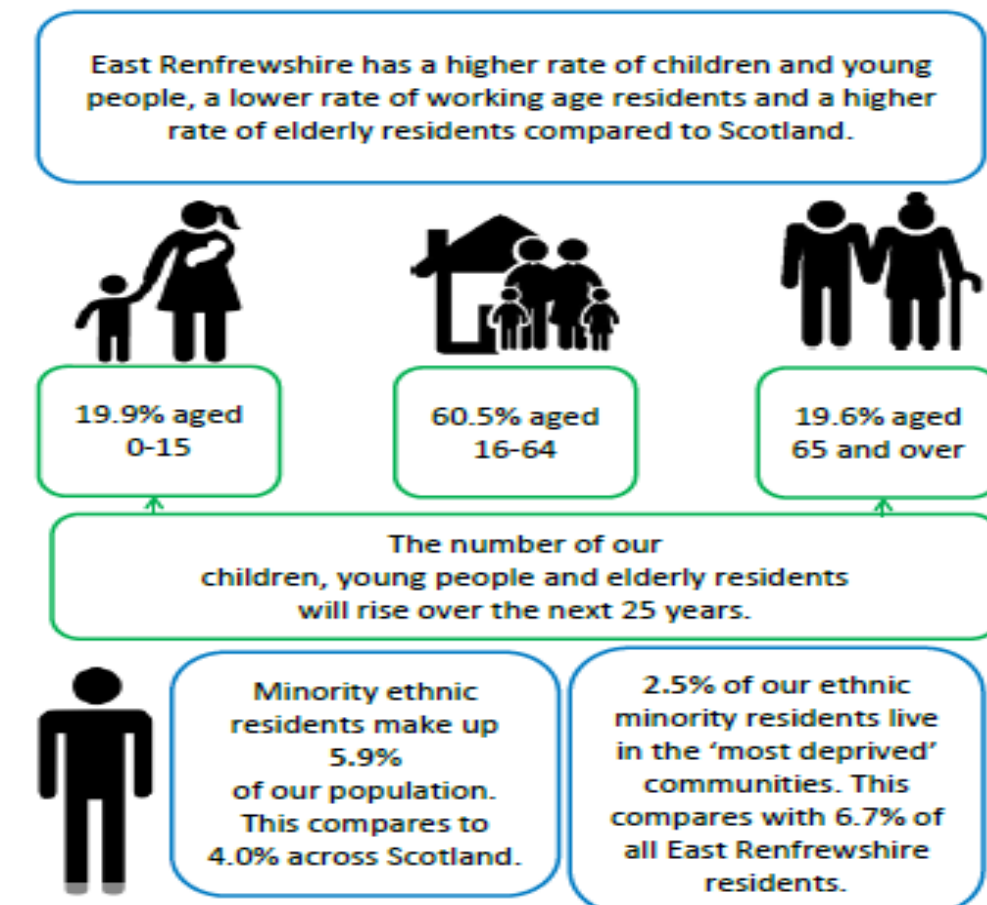 East Renfrewshire has a higher rate of children and young
people, a lower rate of working age residents and a higher
rate of elderly residents compared to Scotland.
19.9% aged
0-15
60.5% aged
16-64
19.6% aged
65 and over
The number of our
children, young people and elderly residents
will rise over the next 25 years.
Minority ethnic
residents make up
5.9%
of our population.
This compares to
4.0% across Scotland.
2.5% of our ethnic
minority residents live
in the ‘most deprived’
communities. This
compares with 6.7% of
all East Renfrewshire
residents.